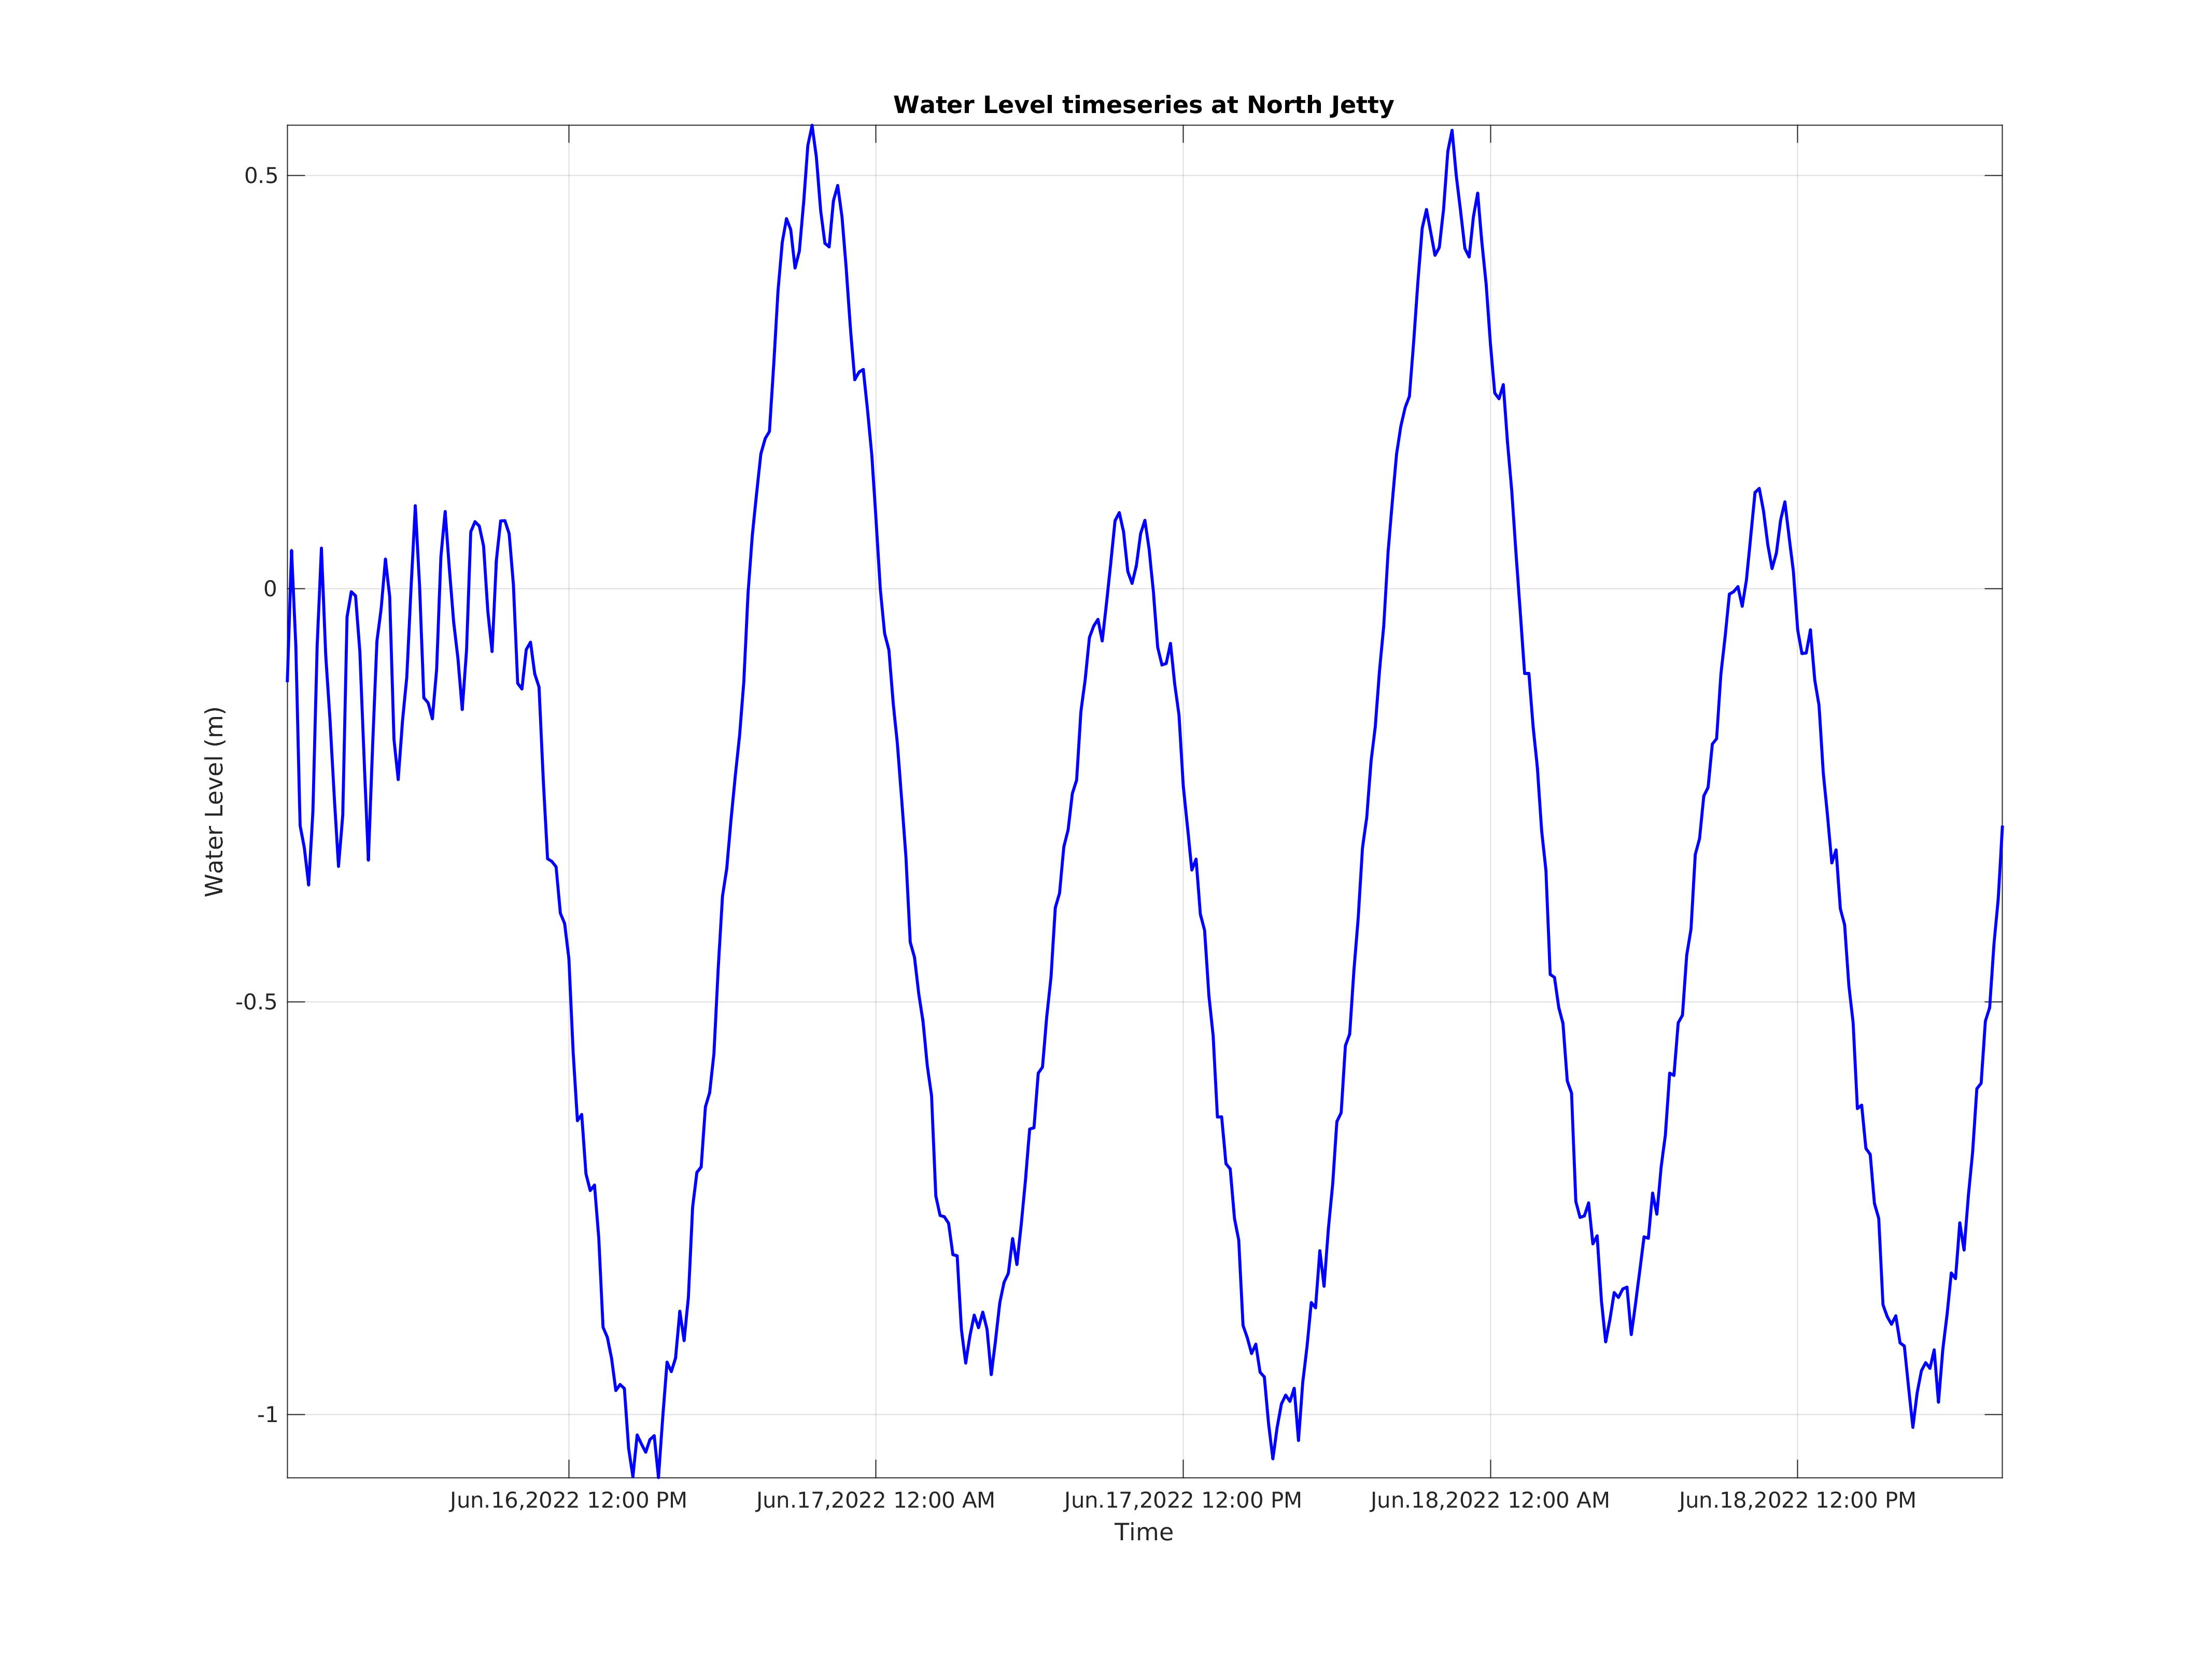 Water Level timeseries at North Jetty
0.5
0
-0.5
-1
Water Level (m)
Jun.16,2022 12:00 PM
Jun.17,2022 12:00 AM
Jun.17,2022 12:00 PM
Jun.18,2022 12:00 AM
Jun.18,2022 12:00 PM
Time